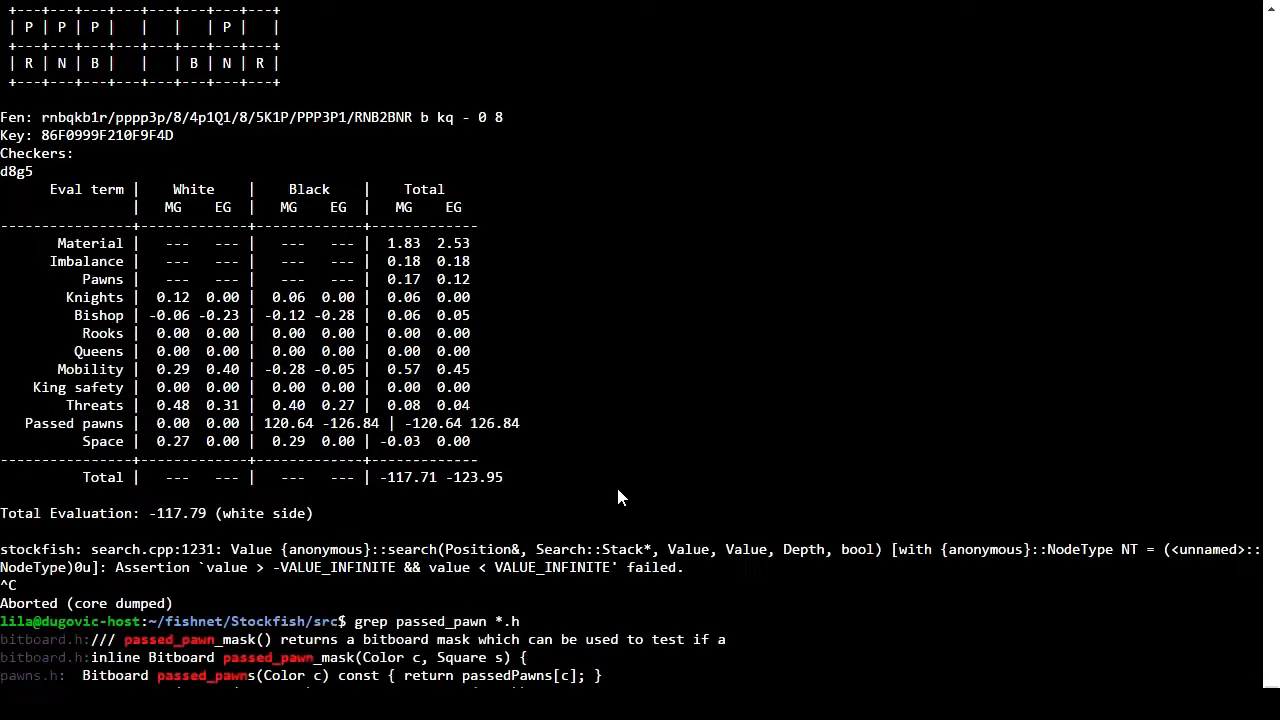 +---+---+---+---+---+---+---+---+
| P | P | P |   |   |   | P |   |
+---+---+---+---+---+---+---+---+
| R | N | B |   |   | B | N | R |
+---+---+---+---+---+---+---+---+
Fen: rnbqkb1r/pppp3p/8/4p1Q1/8/5K1P/PPP3P1/RNB2BNR b kq - 0 8
Key: 86F0999F210F9F4D
Checkers:
d8g5
Eval term |    White    |    Black    |    Total
|   MG    EG  |   MG    EG  |   MG    EG
----------------+-------------+-------------+-------------
Material |   ---   --- |   ---   --- |  1.83  2.53
Imbalance |   ---   --- |   ---   --- |  0.18  0.18
Pawns |   ---   --- |   ---   --- |  0.17  0.12
Knights |  0.12  0.00 |  0.06  0.00 |  0.06  0.00
Bishop | -0.06 -0.23 | -0.12 -0.28 |  0.06  0.05
Rooks |  0.00  0.00 |  0.00  0.00 |  0.00  0.00
Queens |  0.00  0.00 |  0.00  0.00 |  0.00  0.00
Mobility |  0.29  0.40 | -0.28 -0.05 |  0.57  0.45
King safety |  0.00  0.00 |  0.00  0.00 |  0.00  0.00
Threats |  0.48  0.31 |  0.40  0.27 |  0.08  0.04
Passed pawns |  0.00  0.00 | 120.64 -126.84 | -120.64 126.84
Space |  0.27  0.00 |  0.29  0.00 | -0.03  0.00
----------------+-------------+-------------+-------------
Total |   ---   --- |   ---   --- | -117.71 -123.95
Total Evaluation: -117.79 (white side)
stockfish: search.cpp:1231: Value {anonymous}::search(Position&, Search::Stack*, Value, Value, Depth, bool) [with {anonymous}::NodeType NT = (<unnamed>::
NodeType)0u]: Assertion `value > -VALUE_INFINITE && value < VALUE_INFINITE' failed.
^C
Aborted (core dumped)
lila@dugovic-host:~/fishnet/Stockfish/src$ grep passed_pawn *.h
bitboard.h:/// passed_pawn_mask() returns a bitboard mask which can be used to test if a
bitboard.h:inline Bitboard passed_pawn_mask(Color c, Square s) {
pawns.h:  Bitboard passed_pawns(Color c) const { return passedPawns[c]; }